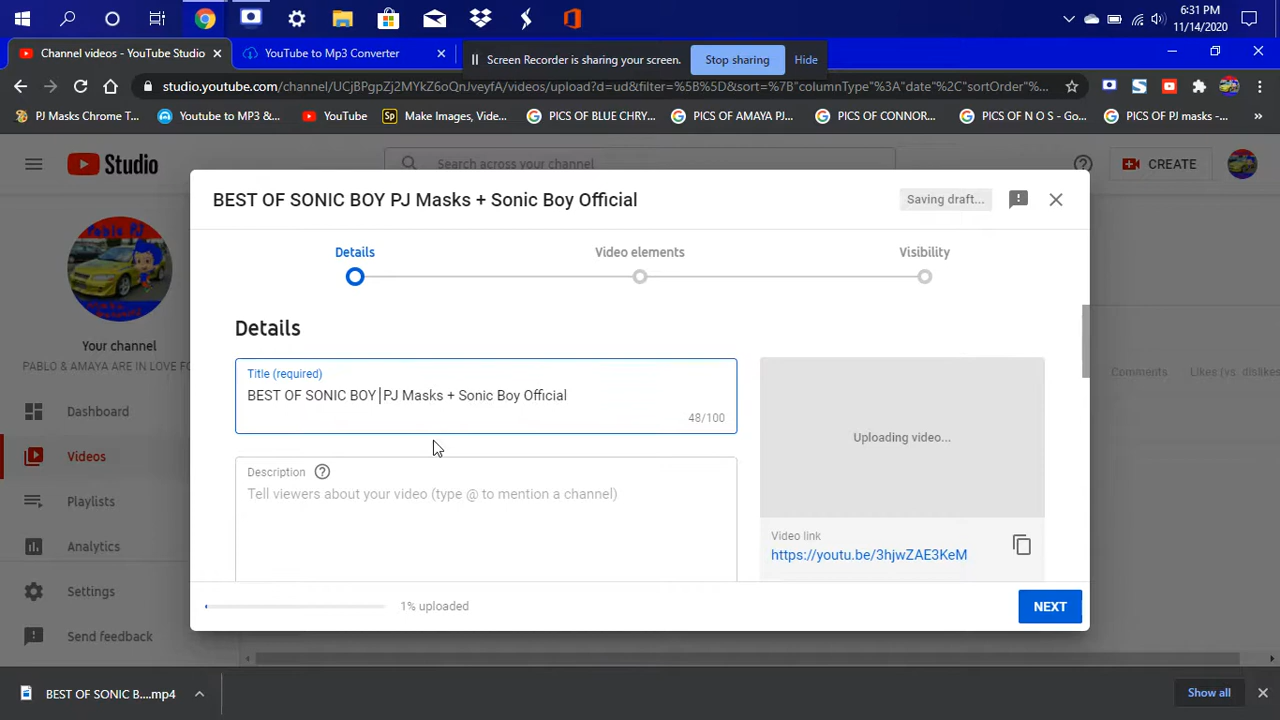 6:31 PM
11/14/2020
Channel videos - YouTube Studio
YouTube to Mp3 Converter
Screen Recorder is sharing your screen.
Stop sharing
Hide
studio.youtube.com/channel/UCjBPgpZj2MYkZ6sQnJveyfA/videos/upload?d=ud&filter=%5B%5D&sort=%7B"columnType"%3A"date"%2C"sortOrder"%...
PJ Masks Chrome T...
Youtube to MP3 &...
YouTube
Make Images, Vide...
PICS OF BLUE CHRY...
PICS OF AMAYA PJ...
PICS OF CONNOR...
PICS OF N O S - Go...
PICS OF PJ masks -...
Studio
Search across your channel
CREATE
BEST OF SONIC BOY PJ Masks + Sonic Boy Official
Saving draft...
Details
Video elements
Visibility
Details
Title (required)
BEST OF SONIC BOY PJ Masks + Sonic Boy Official
48/100
Description
Tell viewers about your video (type @ to mention a channel)
Uploading video...
Video link
https://youtu.be/3hjwZAE3KeM
1% uploaded
NEXT
Pablo PJ
Your channel
PABLO & AMAYA ARE IN LOVE FO
Dashboard
Videos
Playlists
Analytics
Settings
Send feedback
Comments
Likes (vs. dislikes
BEST OF SONIC B....mp4
Show all